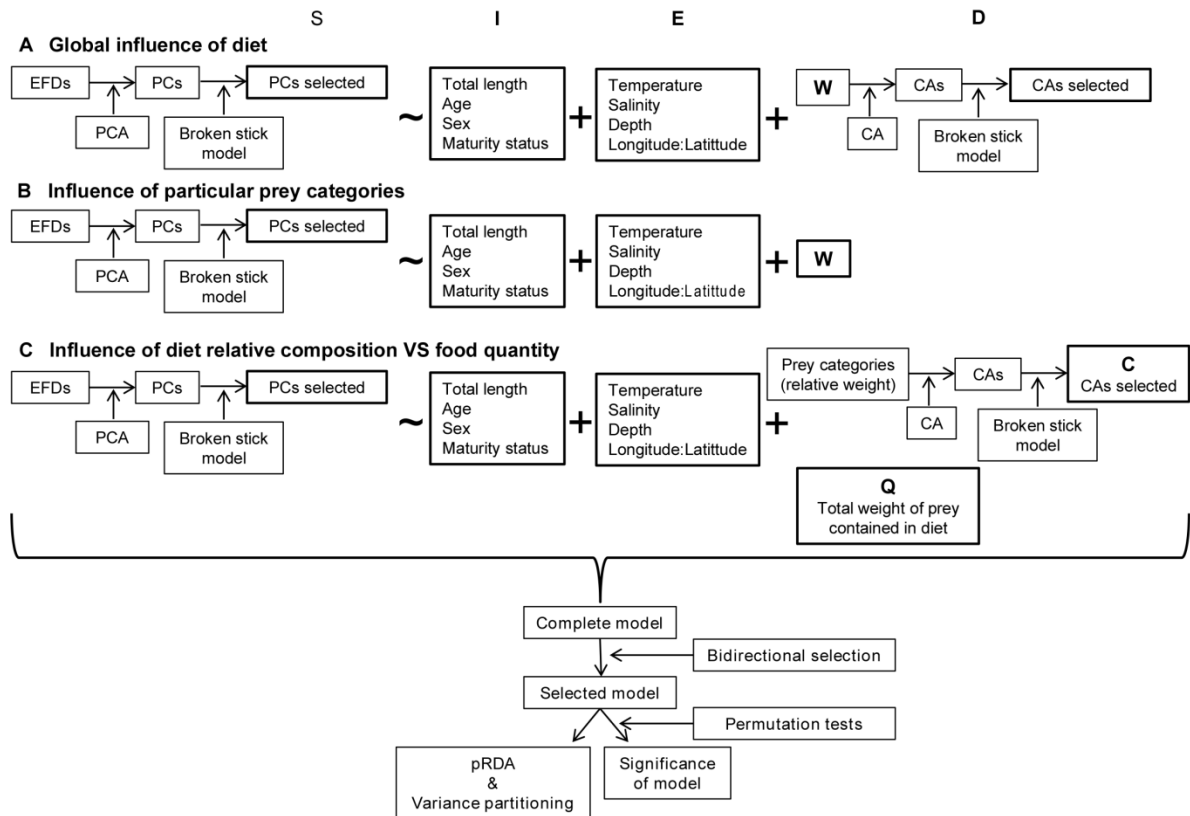 S I E D
A Global influence of diet
EFDs PCs PCs selected
PCA Broken stick
model
~
Total length
Age
Sex
Maturity status
+
Temperature
Salinity
Depth
Longitude:Latittude
+
W CAs CAs selected
CA Broken stick
model
B Influence of particular prey categories
EFDs PCs PCs selected
PCA Broken stick
model
~
Total length
Age
Sex
Maturity status
+
Temperature
Salinity
Depth
Longitude:Latittude
+
W
C Influence of diet relative composition VS food quantity
EFDs PCs PCs selected
PCA Broken stick
model
~
Total length
Age
Sex
Maturity status
+
Temperature
Salinity
Depth
Longitude:Latittude
+
Prey categories
(relative weight)
CAs
C
CAs selected
CA Broken stick
model
Q
Total weight of prey
contained in diet
Complete model
Bidirectional selection
Selected model
Permutation tests
pRDA
&
Variance partitioning
Significance
of model